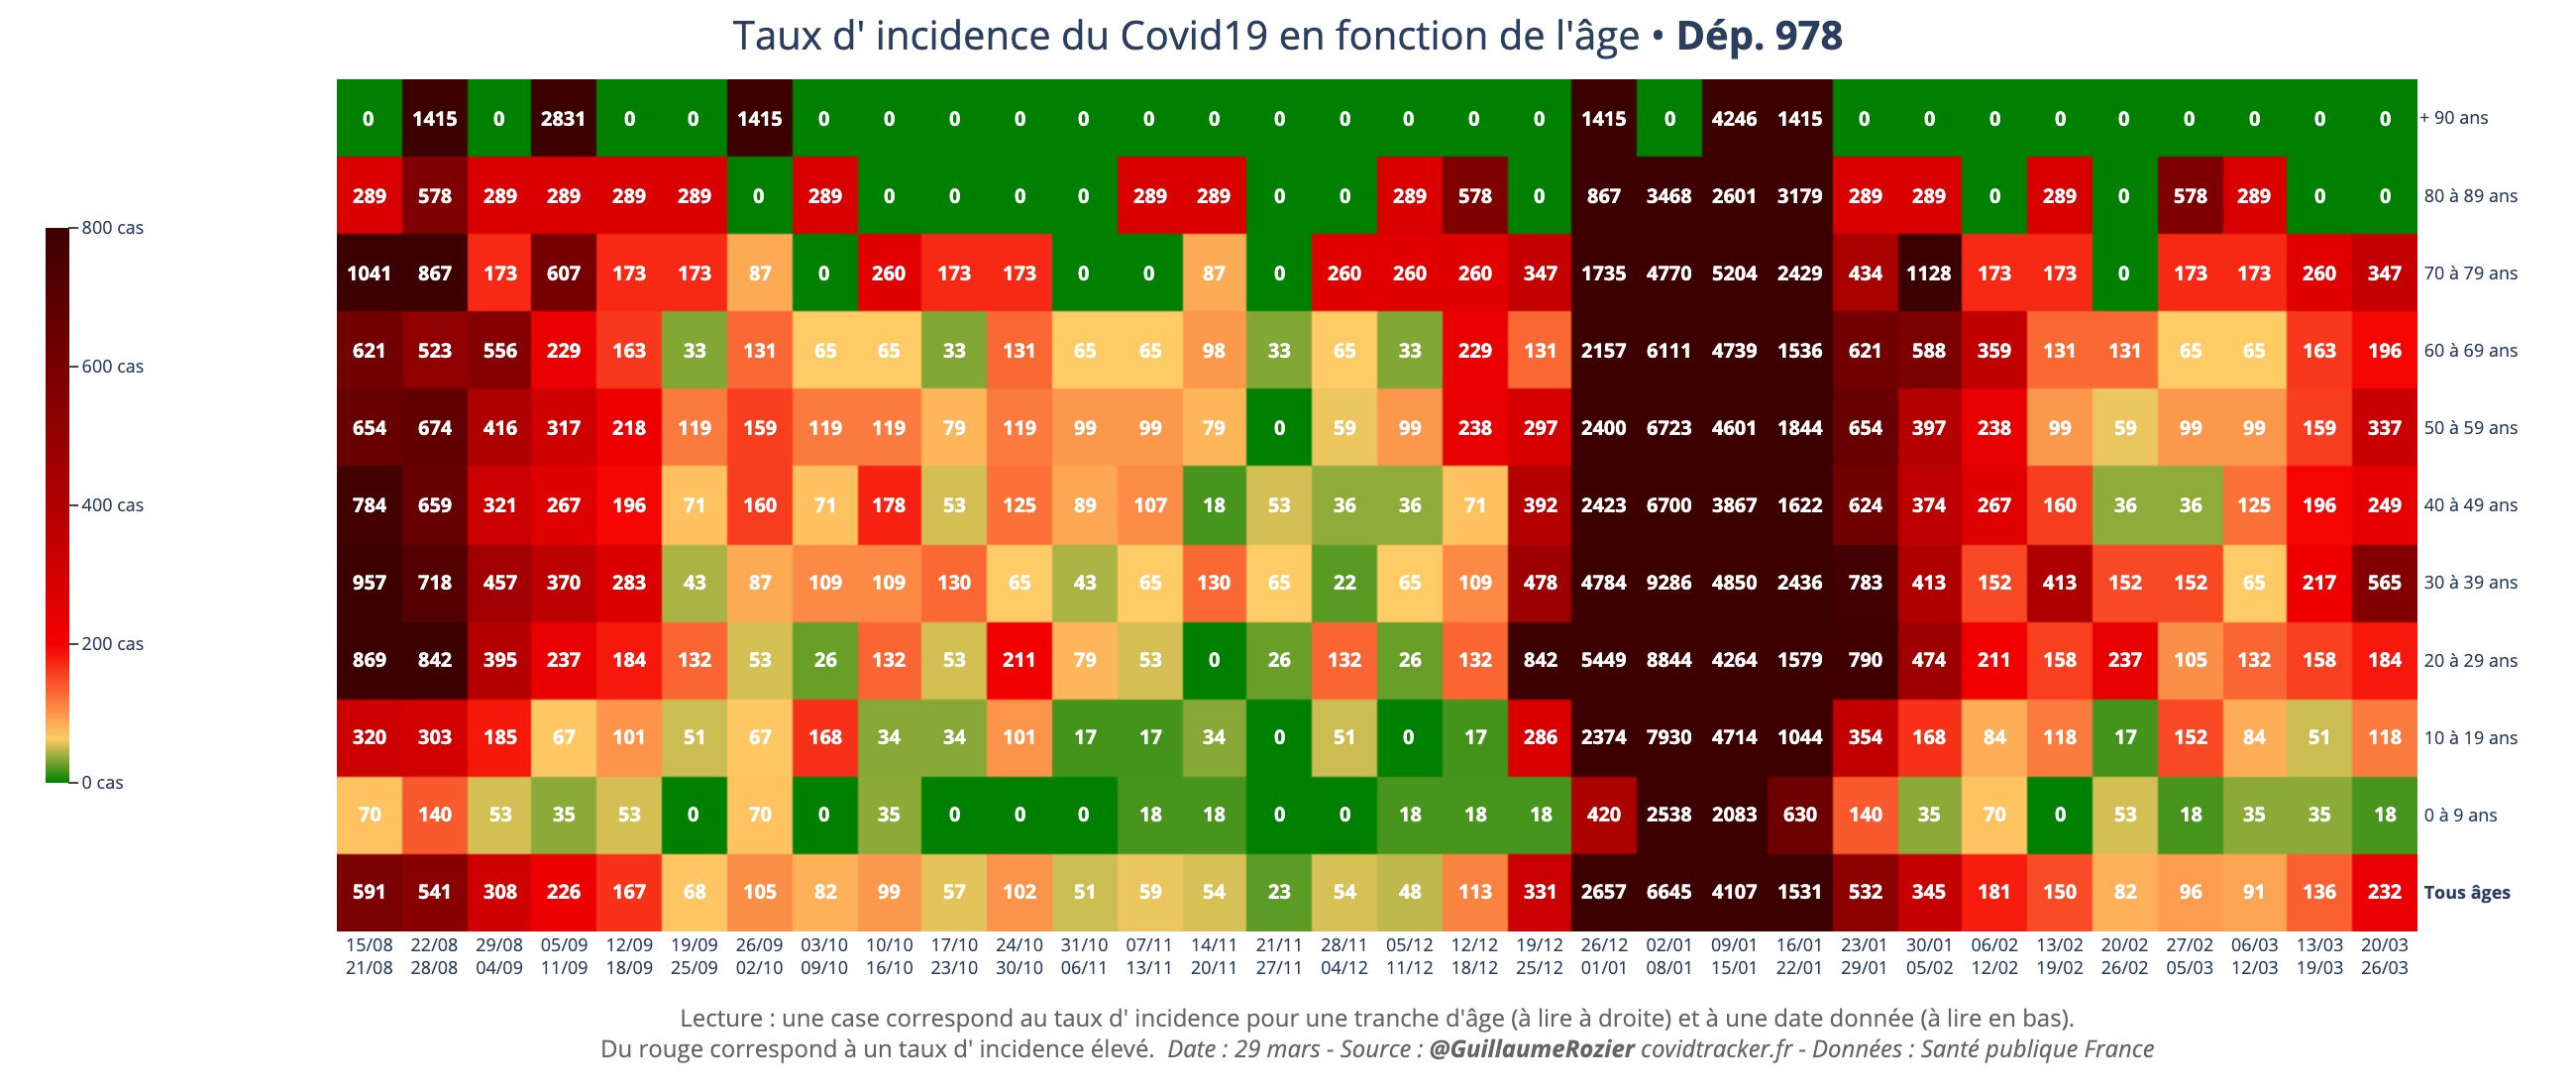 Taux d' incidence du Covid19 en fonction de l'âge • Dép. 978
0 1415 0 2831 0 0 1415 0 0 0 0 0 0 0 0 0 0 0 0 1415 0 4246 1415 0 0 0 0 0 0 0 0 0 + 90 ans
289 578 289 289 289 289 0 289 0 0 0 0 289 289 0 0 289 578 0 867 3468 2601 3179 289 289 0 289 0 578 289 0 0 80 à 89 ans
800 cas
1041 867 173 607 173 173 87 0 260 173 173 0 0 87 0 260 260 260 347 1735 4770 5204 2429 434 1128 173 173 0 173 173 260 347 70 à 79 ans
621 523 556 229 163 33 131 65 65 33 131 65 65 98 33 65 33 229 131 2157 6111 4739 1536 621 588 359 131 131 65 65 163 196 60 à 69 ans
600 cas
654 674 416 317 218 119 159 119 119 79 119 99 99 79 0 59 99 238 297 2400 6723 4601 1844 654 397 238 99 59 99 99 159 337 50 à 59 ans
400 cas
784 659 321 267 196 71 160 71 178 53 125 89 107 18 53 36 36 71 392 2423 6700 3867 1622 624 374 267 160 36 36 125 196 249 40 à 49 ans
957 718 457 370 283 43 87 109 109 130 65 43 65 130 65 22 65 109 478 4784 9286 4850 2436 783 413 152 413 152 152 65 217 565 30 à 39 ans
200 cas
869 842 395 237 184 132 53 26 132 53 211 79 53 0 26 132 26 132 842 5449 8844 4264 1579 790 474 211 158 237 105 132 158 184 20 à 29 ans
320 303 185 67 101 51 67 168 34 34 101 17 17 34 0 51 0 17 286 2374 7930 4714 1044 354 168 84 118 17 152 84 51 118 10 à 19 ans
0 cas
70 140 53 35 53 0 70 0 35 0 0 0 18 18 0 0 18 18 18 420 2538 2083 630 140 35 70 0 53 18 35 35 18 0 à 9 ans
591 541 308 226 167 68 105 82 99 57 102 51 59 54 23 54 48 113 331 2657 6645 4107 1531 532 345 181 150 82 96 91 136 232 Tous âges
15/08 22/08 29/08 05/09 12/09 19/09 26/09 03/10 10/10 17/10 24/10 31/10 07/11 14/11 21/11 28/11 05/12 12/12 19/12 26/12 02/01 09/01 16/01 23/01 30/01 06/02 13/02 20/02 27/02 06/03 13/03 20/03
21/08 28/08 04/09 11/09 18/09 25/09 02/10 09/10 16/10 23/10 30/10 06/11 13/11 20/11 27/11 04/12 11/12 18/12 25/12 01/01 08/01 15/01 22/01 29/01 05/02 12/02 19/02 26/02 05/03 12/03 19/03 26/03
Lecture : une case correspond au taux d' incidence pour une tranche d'âge (à lire à droite) et à une date donnée (à lire en bas).
Du rouge correspond à un taux d' incidence élevé. Date : 29 mars - Source : @GuillaumeRozier covidtracker.fr - Données : Santé publique France